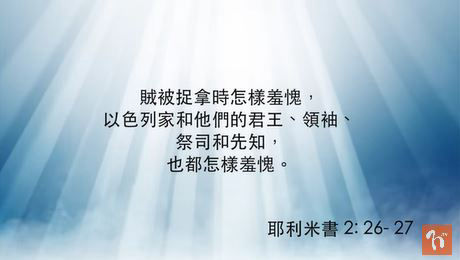 賊被捉拿時怎樣羞愧，
以色列家和他們的君王、領袖、
祭司和先知，
也都怎樣羞愧。
耶利米書 2: 26- 27